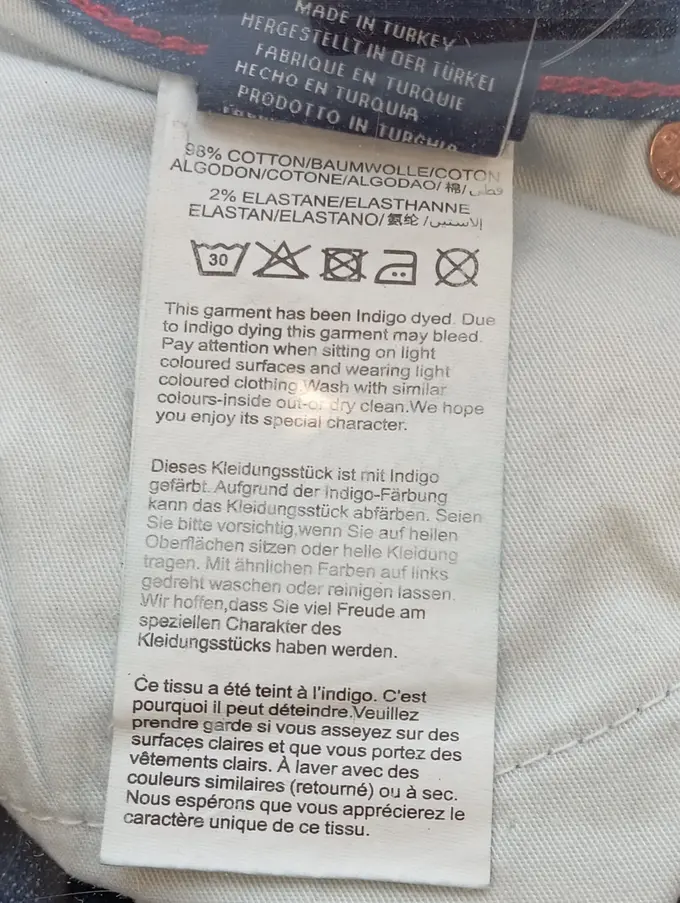 MADE IN TURKEY
HERGESTELLT IN DER TÜRKEI
FABRIQUE EN TURQUIE
HECHO EN TURQUIA
PRODOTTO IN TURCHIA
98% COTTON/BAUMWOLLE/COTON
ALGODON/COTONE/ALGODAO/ 棉/ قطن
2% ELASTANE/ELASTHANNE
ELASTAN/ELASTANO/ 氨纶 /إلاستين
30
This garment has been Indigo dyed. Due
to Indigo dying this garment may bleed.
Pay attention when sitting on light
coloured surfaces and wearing light
coloured clothing.Wash with similar
colours-inside out-or dry clean.We hope
you enjoy its special character.
Dieses Kleidungsstück ist mit Indigo
gefärbt.Aufgrund der Indigo-Färbung
kann das Kleidungsstück abfärben. Seien
Sie bitte vorsichtig,wenn Sie auf hellen
Oberflächen sitzen oder helle Kleidung
tragen. Mit ähnlichen Farben auf links
gedreht waschen oder reinigen lassen.
Wir hoffen,dass Sie viel Freude am
speziellen Charakter des
Kleidungsstücks haben werden.
Ce tissu a été teint à l'indigo. C'est
pourquoi il peut déteindre.Veuillez
prendre garde si vous asseyez sur des
surfaces claires et que vous portez des
vêtements clairs. À laver avec des
couleurs similaires (retourné) ou à sec.
Nous espérons que vous apprécierez le
caractère unique de ce tissu.